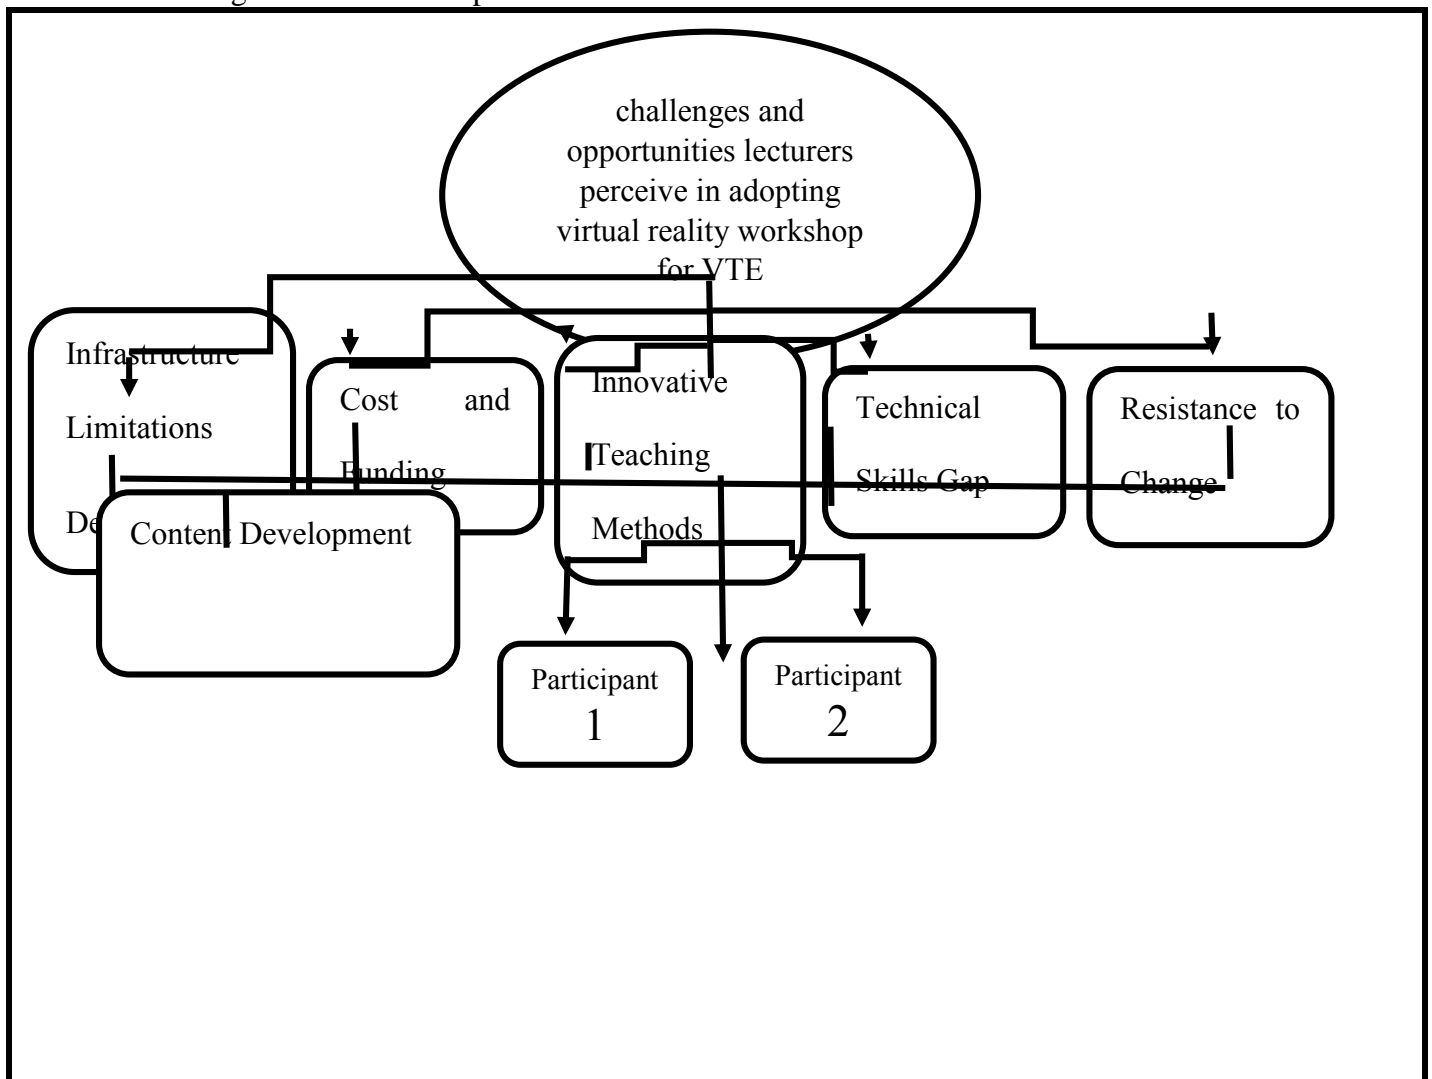 challenges and
opportunities lecturers
perceive in adopting
virtual reality workshop
for VTE
Infrastructure
Limitations
De
Cost and
Funding
Innovative
Teaching
Methods
Technical
Skills Gap
Resistance to
Change
Content Development
Participant
1
Participant
2